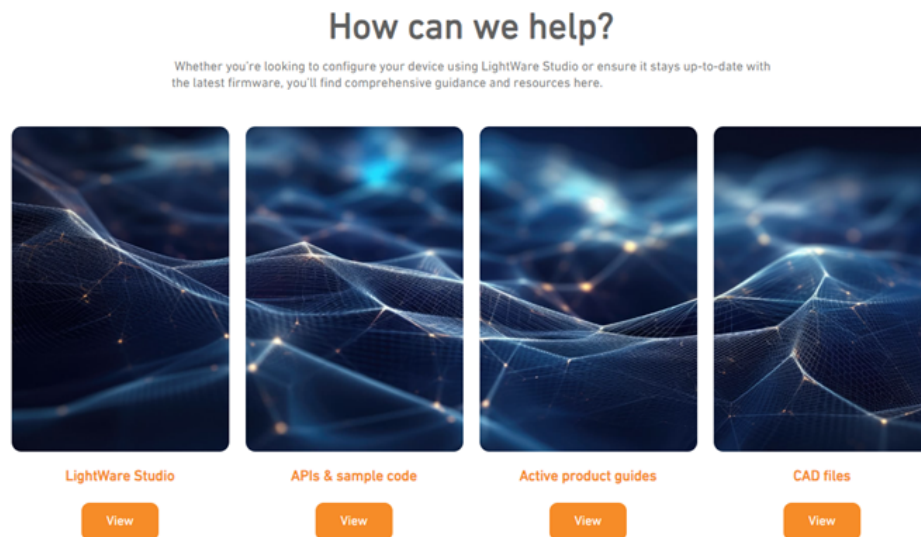 How can we help?
Whether you're looking to configure your device using LightWare Studio or ensure it stays up-to-date with
the latest firmware, you'll find comprehensive guidance and resources here.
LightWare Studio
APIs & sample code
Active product guides
CAD files
View
View
View
View